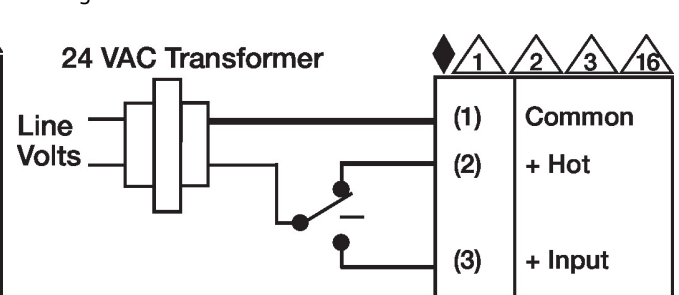 24 VAC Transformer
1 2 3 16
Line
Volts
(1) Common
(2) + Hot
(3) + Input